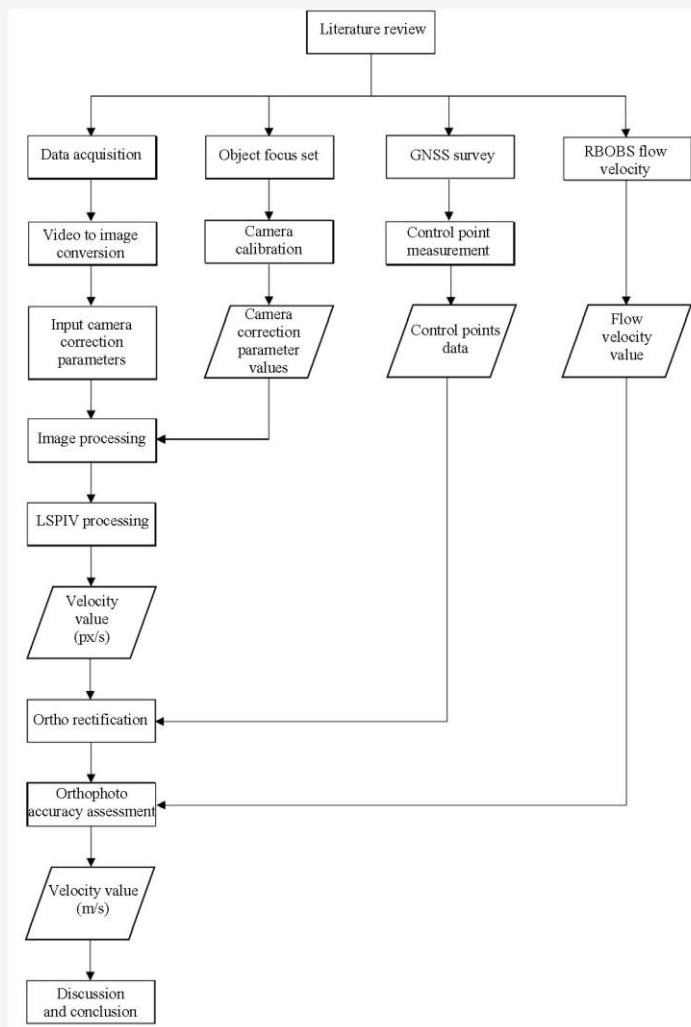 Literature review
Data acquisition
Object focus set
GNSS survey
RBOBS flow
velocity
Video to image
conversion
Camera
calibration
Control point
measurement
Input camera
correction
parameters
Camera
correction
parameter
values
Control points
data
Flow
velocity
value
Image processing
LSPIV processing
Velocity
value
(px/s)
Ortho rectification
Orthophoto
accuracy assessment
Velocity value
(m/s)
Discussion
and conclusion